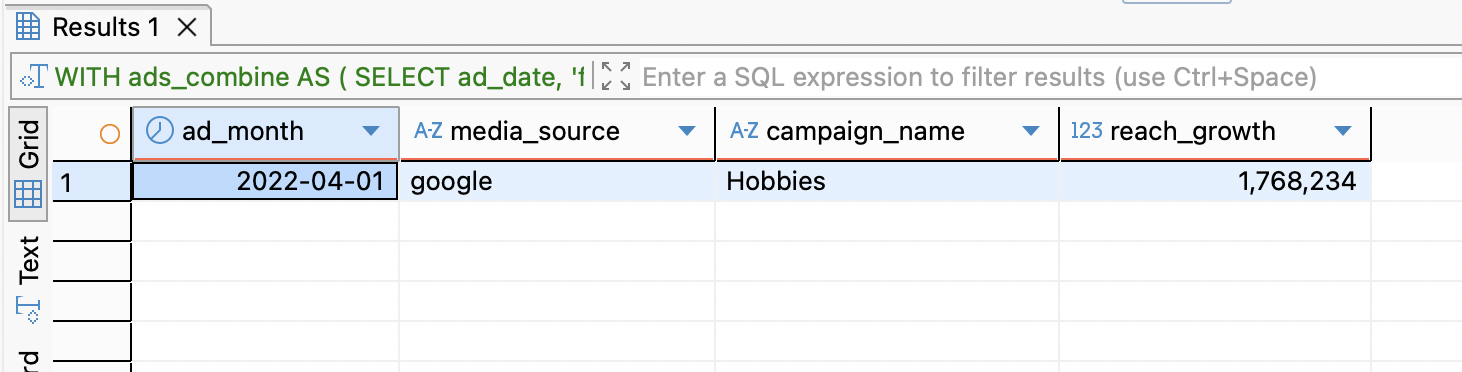 Results 1
WITH ads_combine AS ( SELECT ad_date, 'f Enter a SQL expression to filter results (use Ctrl+Space)
Grid
Text
ad_month A-Z media_source A-Z campaign_name 123 reach_growth
1 2022-04-01 google Hobbies 1,768,234